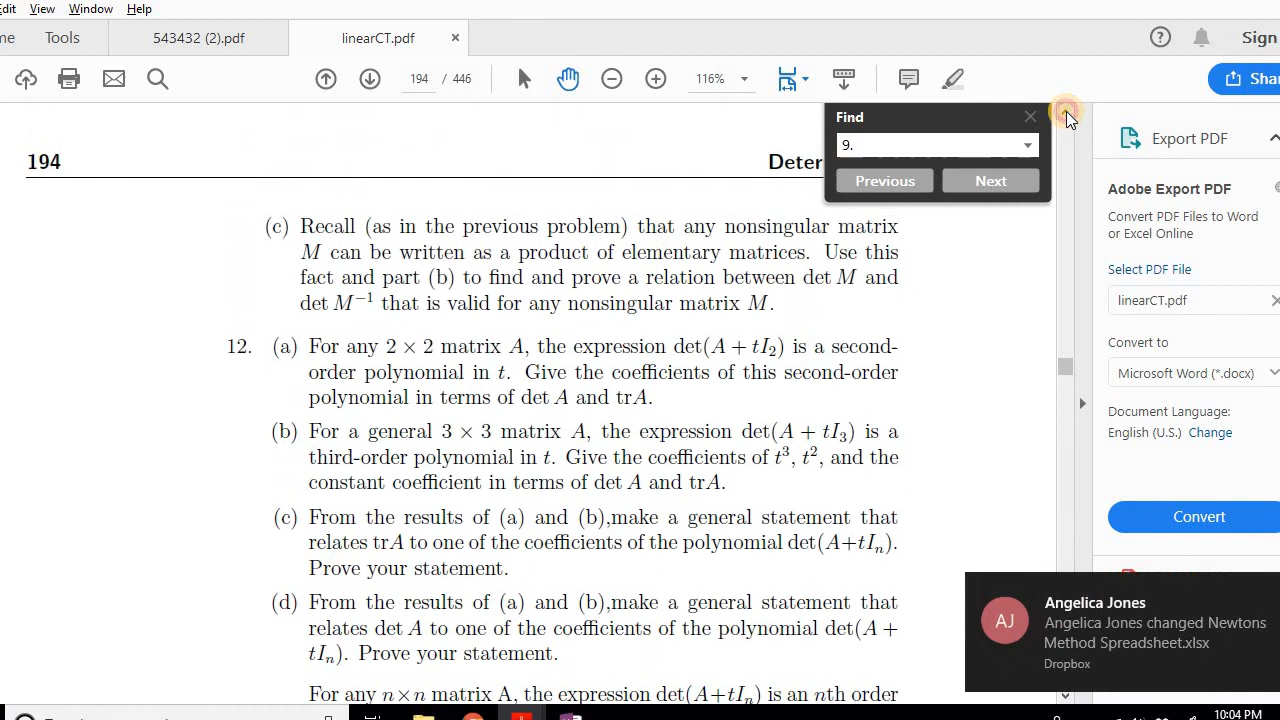 Edit View Window Help
me Tools 543432 (2).pdf linearCT.pdf × Sign
194 / 446 116% Shar
Find
9.
Previous Next
194 Deter
(c) Recall (as in the previous problem) that any nonsingular matrix
M can be written as a product of elementary matrices. Use this
fact and part (b) to find and prove a relation between det M and
det M⁻¹ that is valid for any nonsingular matrix M.
12. (a) For any 2 × 2 matrix A, the expression det(A + tI₂) is a second-
order polynomial in t. Give the coefficients of this second-order
polynomial in terms of det A and trA.
(b) For a general 3 × 3 matrix A, the expression det(A + tI₃) is a
third-order polynomial in t. Give the coefficients of t³, t², and the
constant coefficient in terms of det A and trA.
(c) From the results of (a) and (b),make a general statement that
relates trA to one of the coefficients of the polynomial det(A+tIₙ).
Prove your statement.
(d) From the results of (a) and (b),make a general statement that
relates det A to one of the coefficients of the polynomial det(A +
tIₙ). Prove your statement.
For any n×n matrix A, the expression det(A+tIₙ) is an nth order
Export PDF
Adobe Export PDF
Convert PDF Files to Word
or Excel Online
Select PDF File
linearCT.pdf ×
Convert to
Microsoft Word (*.docx)
Document Language:
English (U.S.) Change
Convert
AJ
Angelica Jones
Angelica Jones changed Newtons
Method Spreadsheet.xlsx
Dropbox
10:04 PM